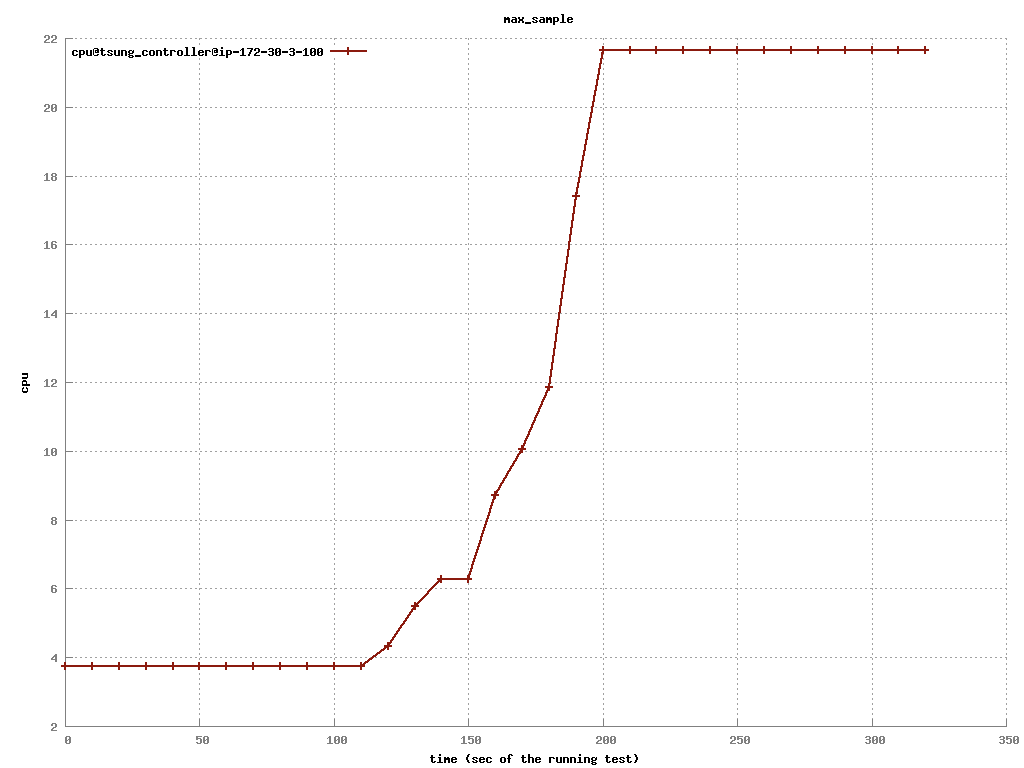 max_sample
cpu@tsung_controller@ip-172-30-3-100
22
20
18
16
14
12
10
8
6
4
2
cpu
0 50 100 150 200 250 300 350
time (sec of the running test)